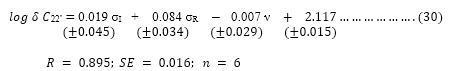 log δ C22' = 0.019 σI + 0.084 σR − 0.007 ν + 2.117 ………………. (30)
(±0.045) (±0.034) (±0.029) (±0.015)
R = 0.895; SE = 0.016; n = 6